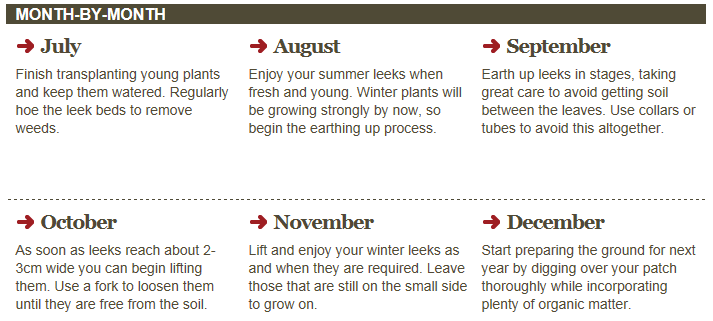 MONTH-BY-MONTH
July
Finish transplanting young plants
and keep them watered. Regularly
hoe the leek beds to remove
weeds.
August
Enjoy your summer leeks when
fresh and young. Winter plants will
be growing strongly by now, so
begin the earthing up process.
September
Earth up leeks in stages, taking
great care to avoid getting soil
between the leaves. Use collars or
tubes to avoid this altogether.
October
As soon as leeks reach about 2-
3cm wide you can begin lifting
them. Use a fork to loosen them
until they are free from the soil.
November
Lift and enjoy your winter leeks as
and when they are required. Leave
those that are still on the small side
to grow on.
December
Start preparing the ground for next
year by digging over your patch
thoroughly while incorporating
plenty of organic matter.